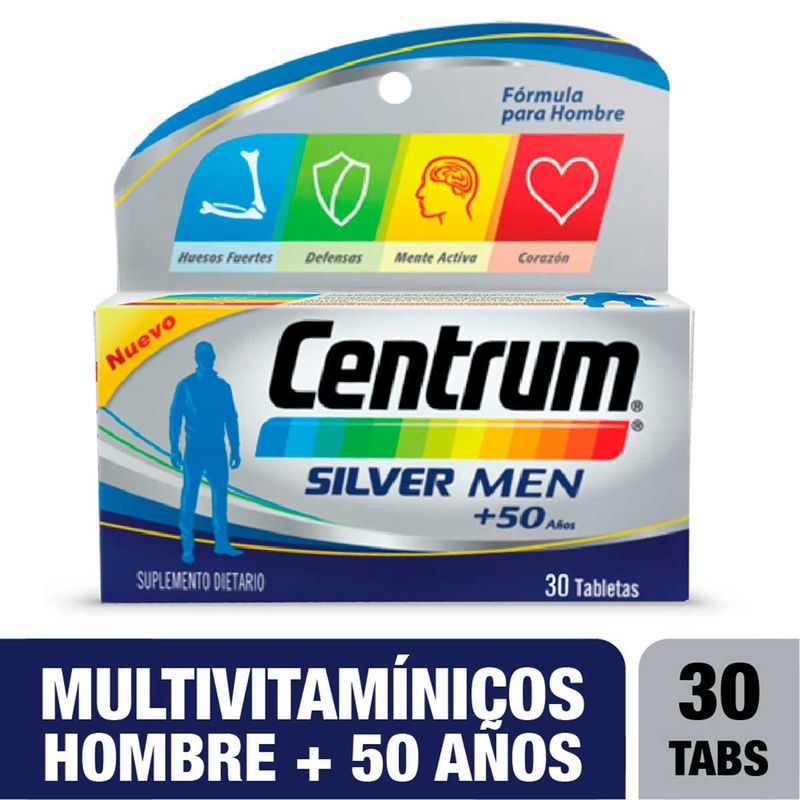 Fórmula
para Hombre
Huesos Fuertes
Defensas
Mente Activa
Corazón
Nuevo
Centrum®
®
SILVER MEN
+50 Años
SUPLEMENTO DIETARIO
30 Tabletas
MULTIVITAMÍNICOS
HOMBRE + 50 AÑOS
30
TABS